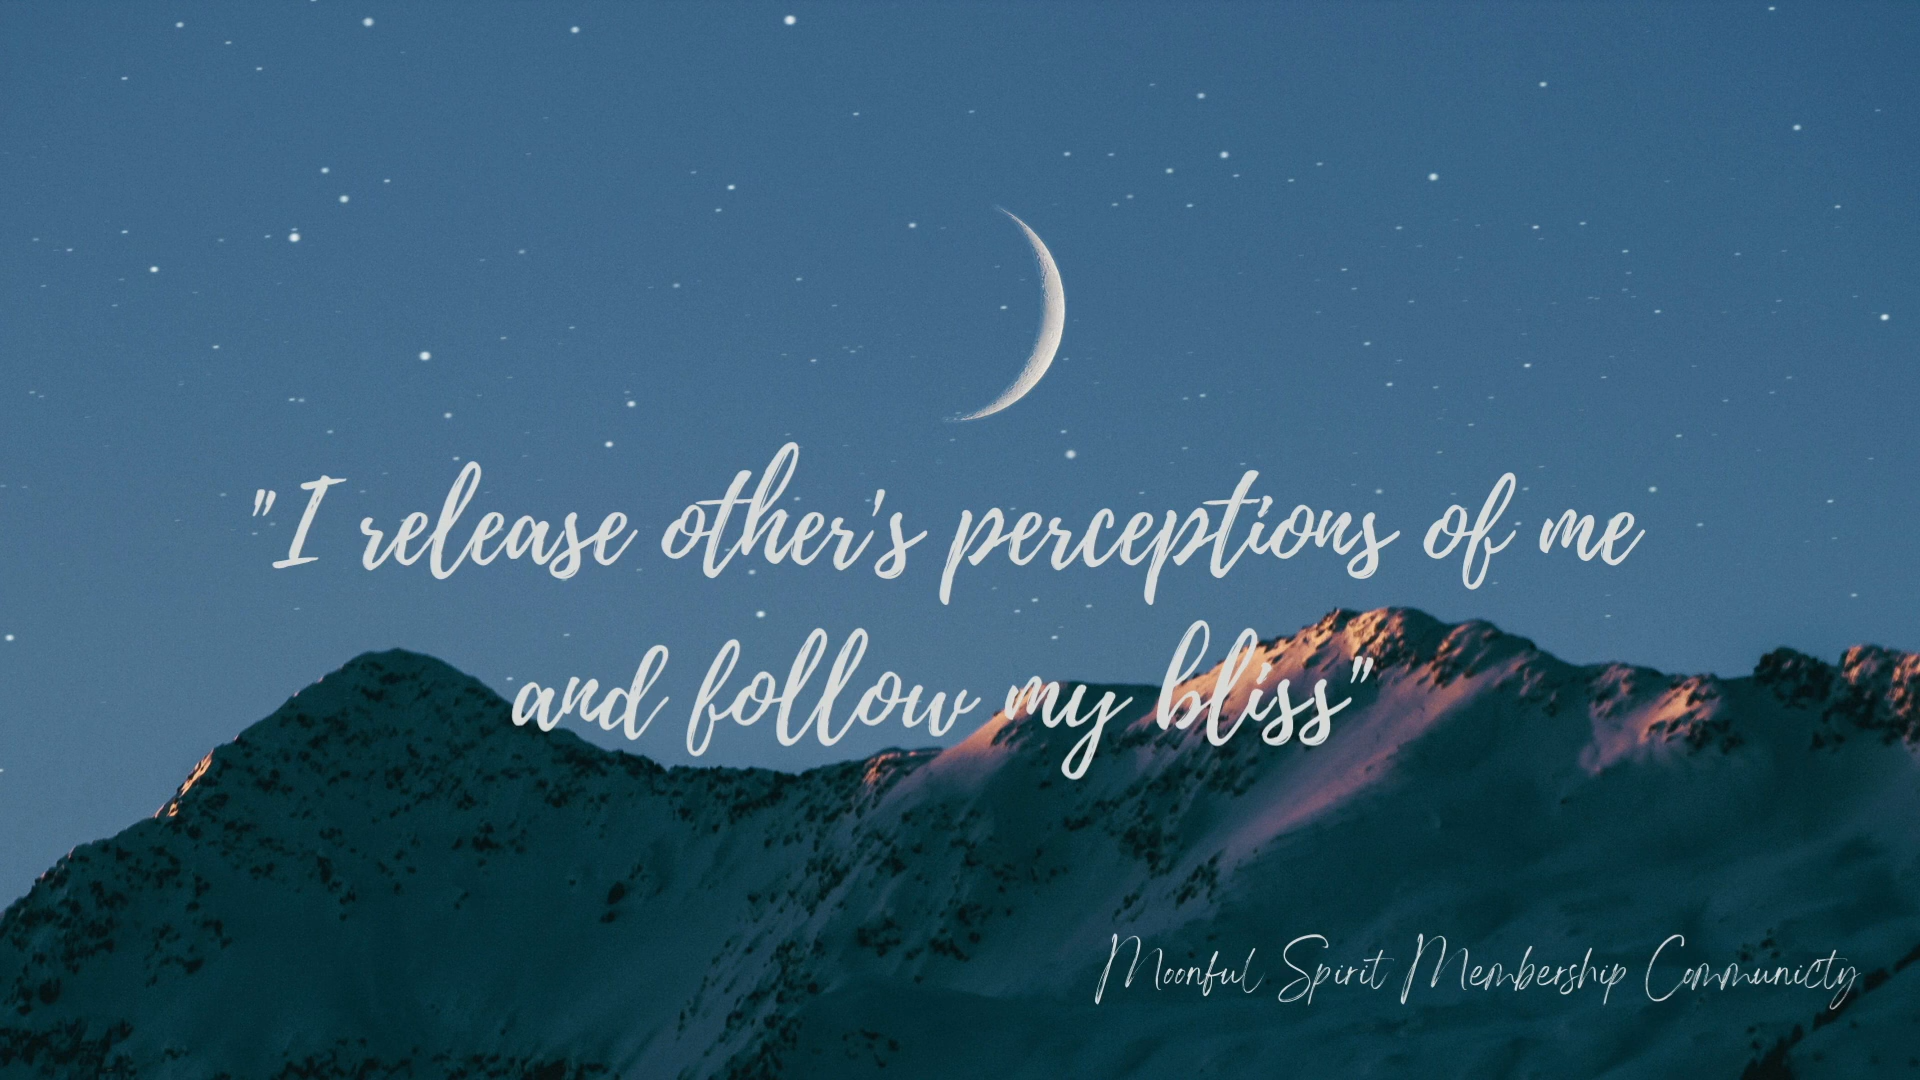 "I release other's perceptions of me
and follow my bliss"
Moonful Spirit Membership Communicty